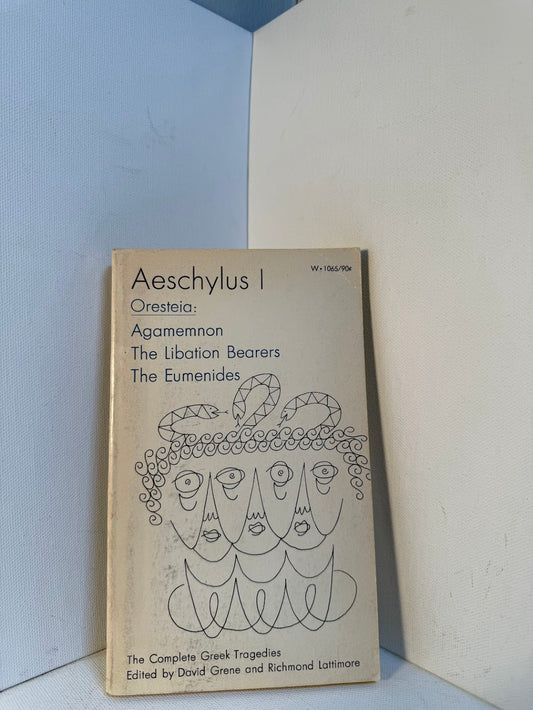 Aeschylus I
W•1065/90¢
Oresteia:
Agamemnon
The Libation Bearers
The Eumenides
The Complete Greek Tragedies
Edited by David Grene and Richmond Lattimore